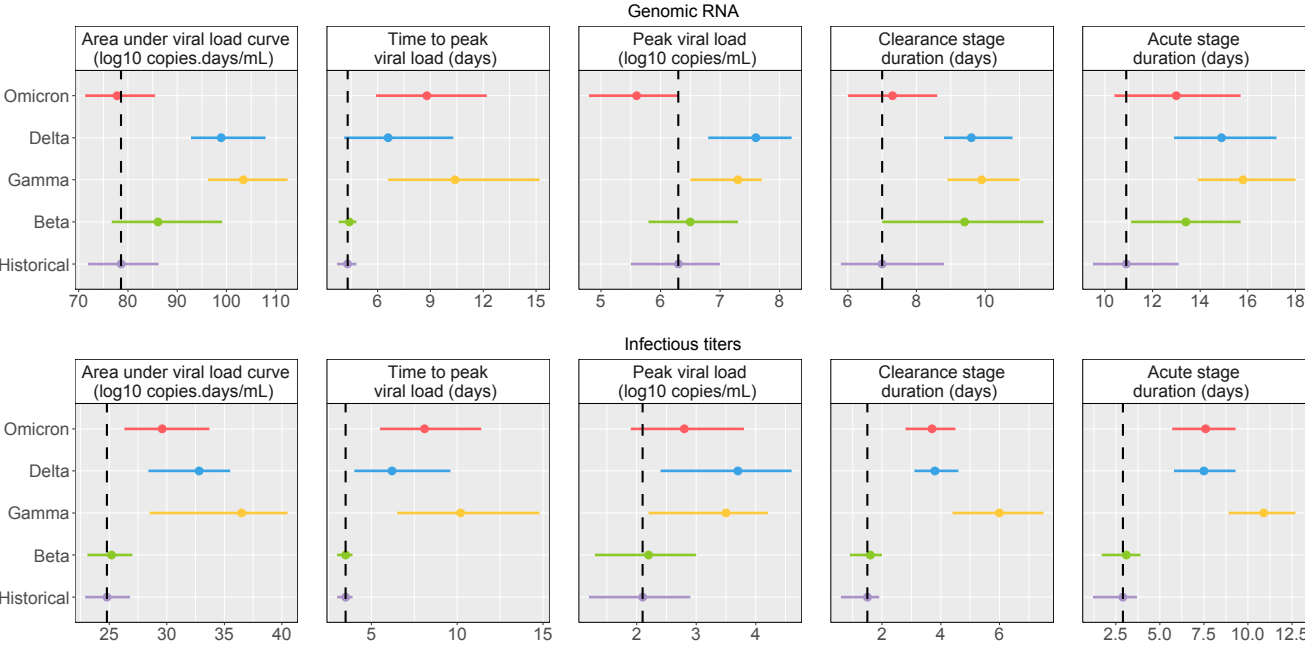 Genomic RNA
Area under viral load curve
(log10 copies.days/mL)
Time to peak
viral load (days)
Peak viral load
(log10 copies/mL)
Clearance stage
duration (days)
Acute stage
duration (days)
Omicron
Delta
Gamma
Beta
Historical
70 80 90 100 110
6 9 12 15
5 6 7 8
6 8 10
10 12 14 16 18
Infectious titers
Area under viral load curve
(log10 copies.days/mL)
Time to peak
viral load (days)
Peak viral load
(log10 copies/mL)
Clearance stage
duration (days)
Acute stage
duration (days)
Omicron
Delta
Gamma
Beta
Historical
25 30 35 40
5 10 15
2 3 4
2 4 6
2.5 5.0 7.5 10.0 12.5